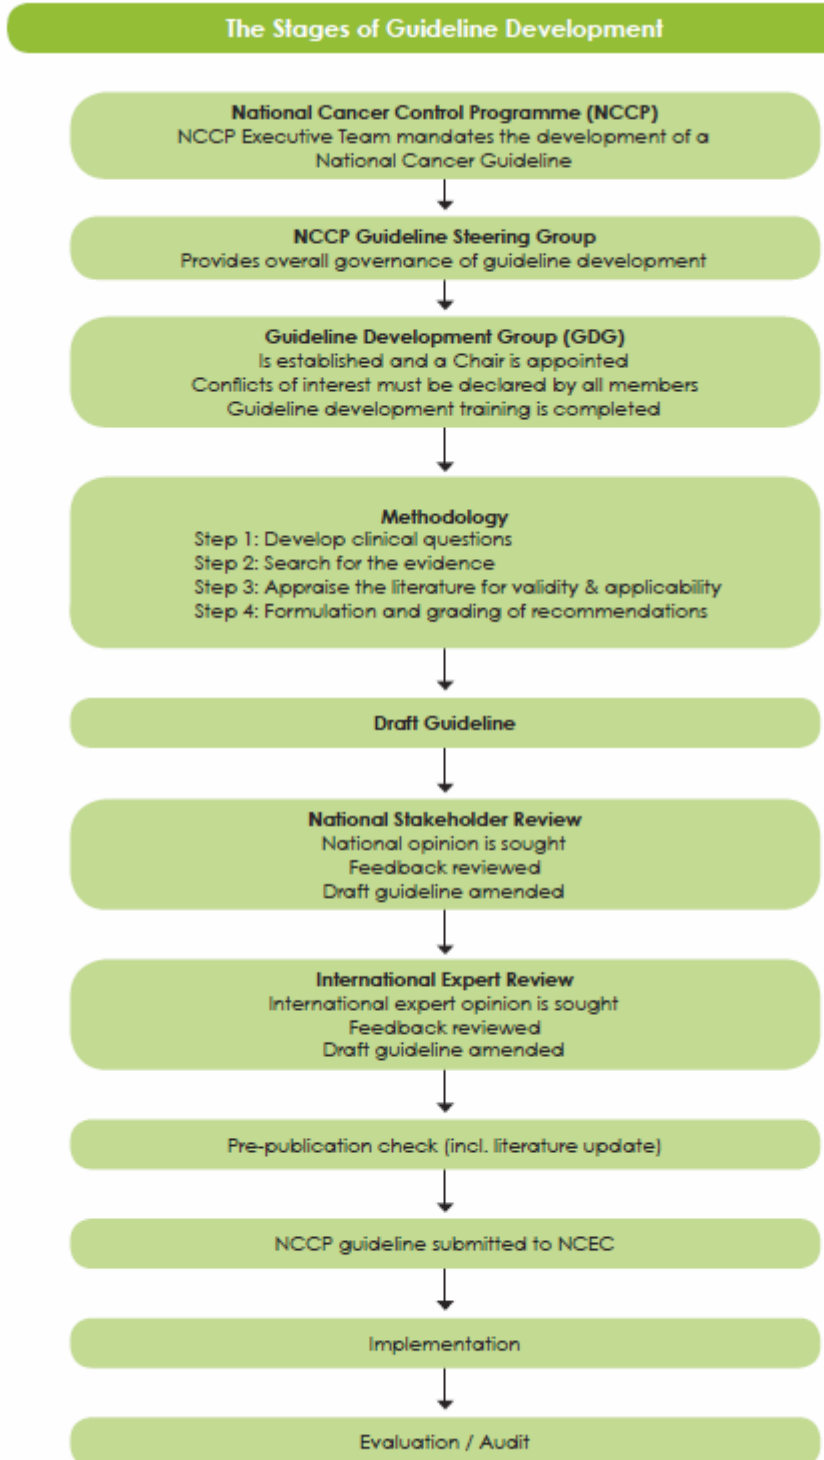 The Stages of Guideline Development
National Cancer Control Programme (NCCP)
NCCP Executive Team mandates the development of a
National Cancer Guideline
NCCP Guideline Steering Group
Provides overall governance of guideline development
Guideline Development Group (GDG)
Is established and a Chair is appointed
Conflicts of interest must be declared by all members
Guideline development training is completed
Methodology
Step 1: Develop clinical questions
Step 2: Search for the evidence
Step 3: Appraise the literature for validity & applicability
Step 4: Formulation and grading of recommendations
Draft Guideline
National Stakeholder Review
National opinion is sought
Feedback reviewed
Draft guideline amended
International Expert Review
International expert opinion is sought
Feedback reviewed
Draft guideline amended
Pre-publication check (incl. literature update)
NCCP guideline submitted to NCEC
Implementation
Evaluation / Audit